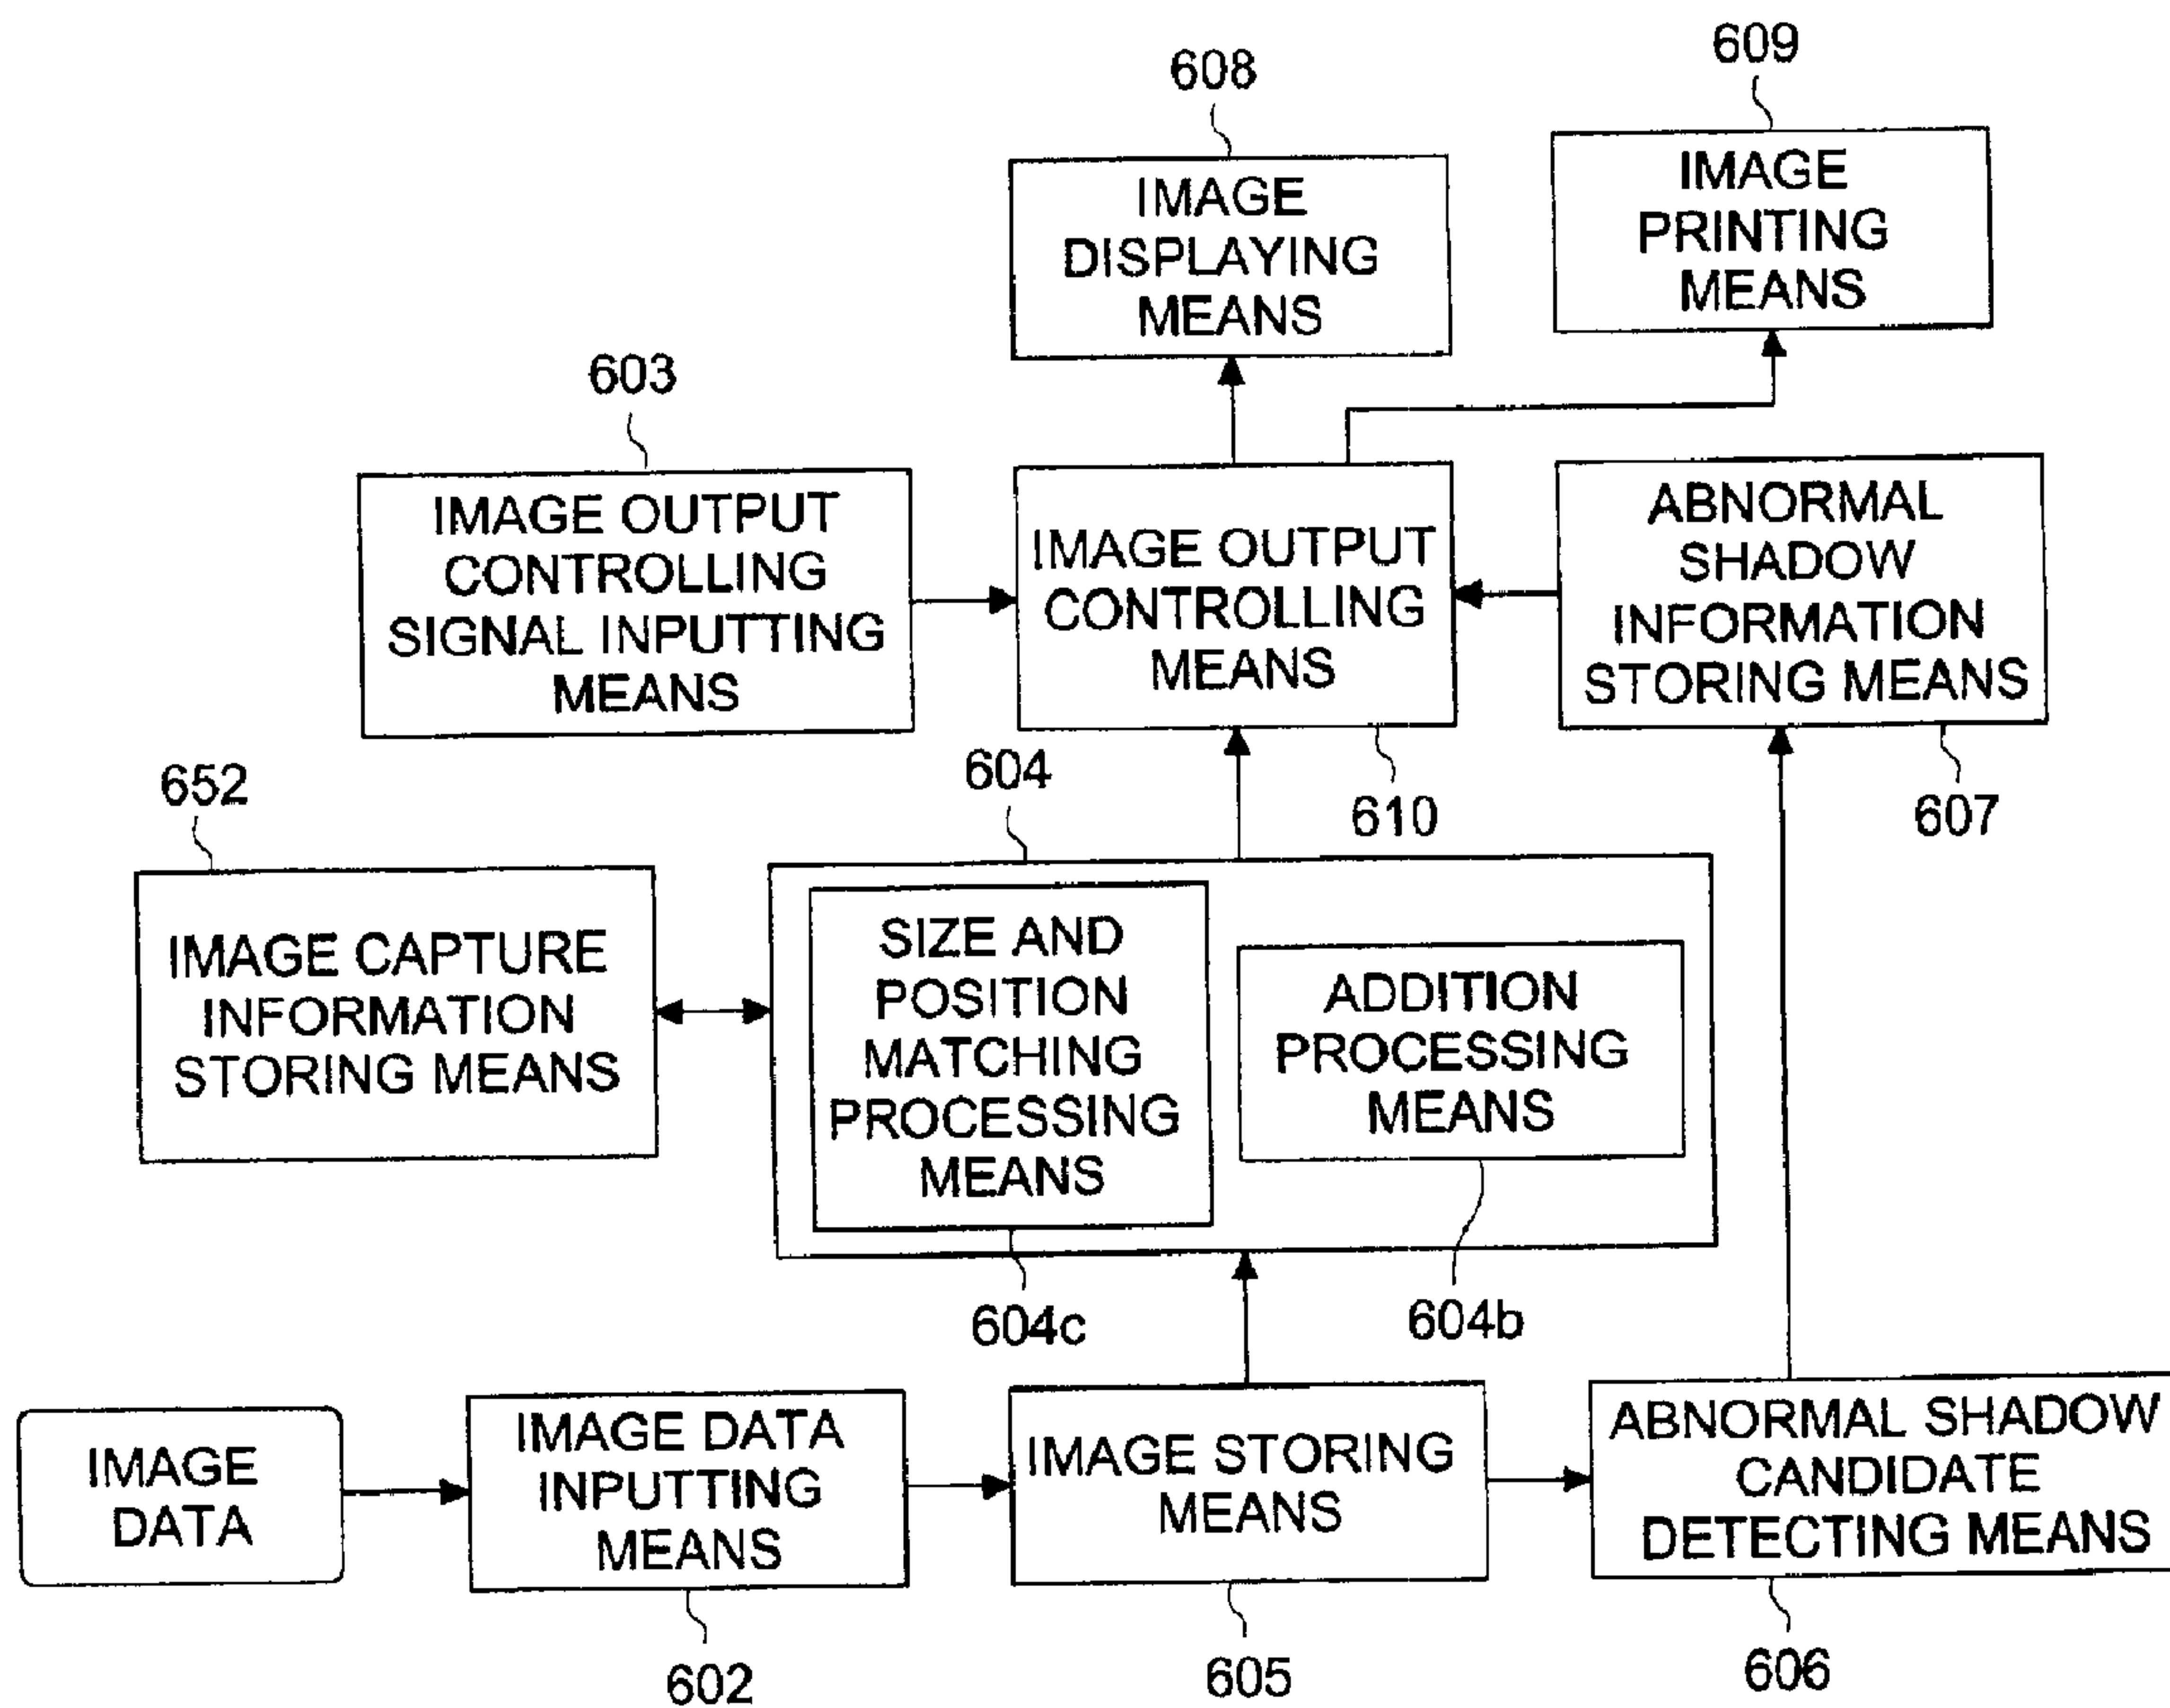 608
609
IMAGE
DISPLAYING
MEANS
IMAGE
PRINTING
MEANS
603
IMAGE OUTPUT
CONTROLLING
SIGNAL INPUTTING
MEANS
IMAGE OUTPUT
CONTROLLING
MEANS
ABNORMAL
SHADOW
INFORMATION
STORING MEANS
652
604
610
607
IMAGE CAPTURE
INFORMATION
STORING MEANS
SIZE AND
POSITION
MATCHING
PROCESSING
MEANS
ADDITION
PROCESSING
MEANS
604c
604b
IMAGE
DATA
IMAGE DATA
INPUTTING
MEANS
IMAGE STORING
MEANS
ABNORMAL SHADOW
CANDIDATE
DETECTING MEANS
602
605
606